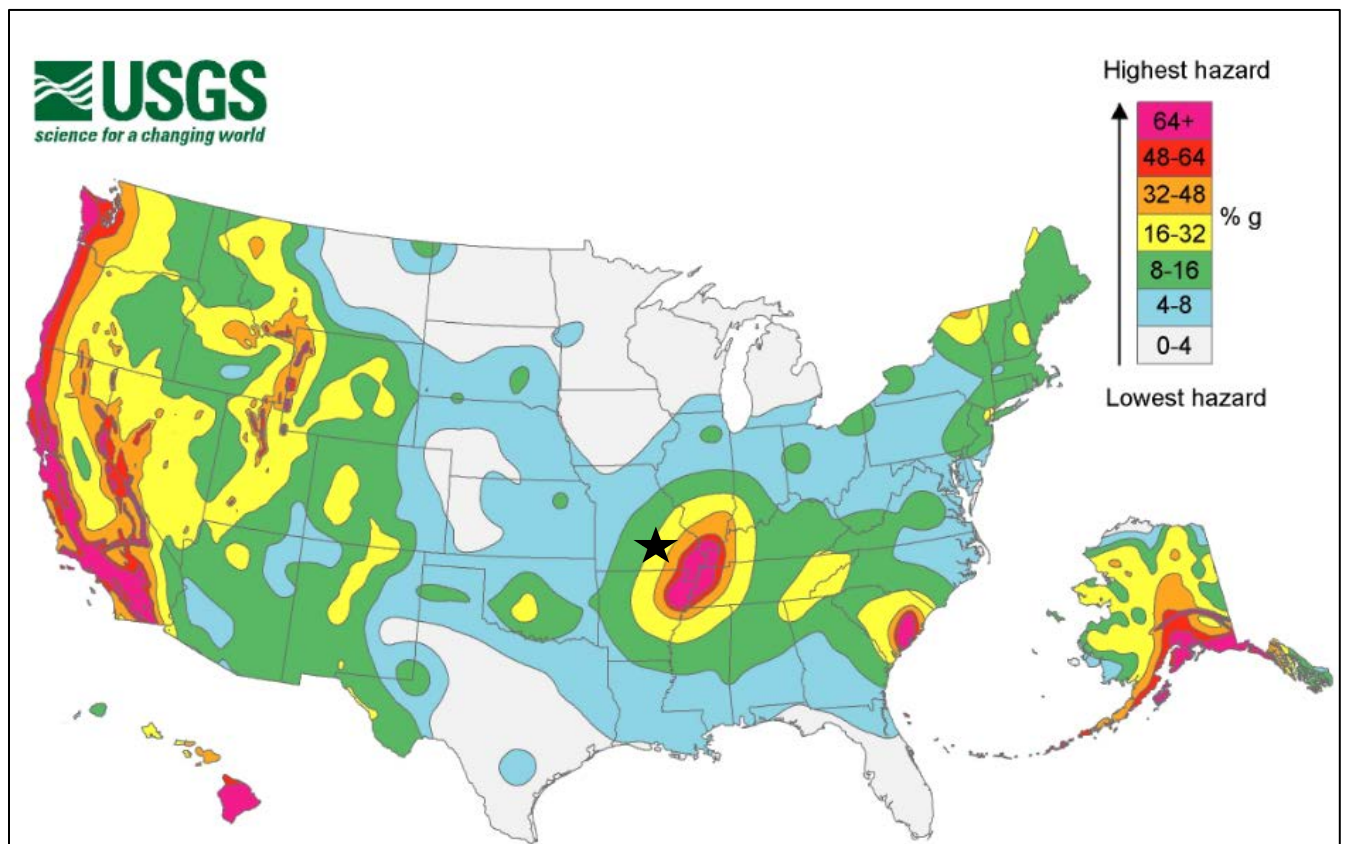 USGS
science for a changing world
Highest hazard
64+
48-64
32-48
16-32
8-16
4-8
0-4
% g
Lowest hazard